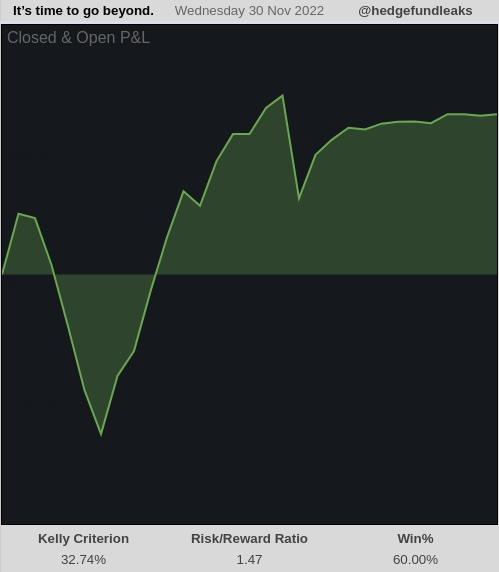 It's time to go beyond. Wednesday 30 Nov 2022 @hedgefundleaks
Closed & Open P&L
Kelly Criterion Risk/Reward Ratio Win%
32.74% 1.47 60.00%